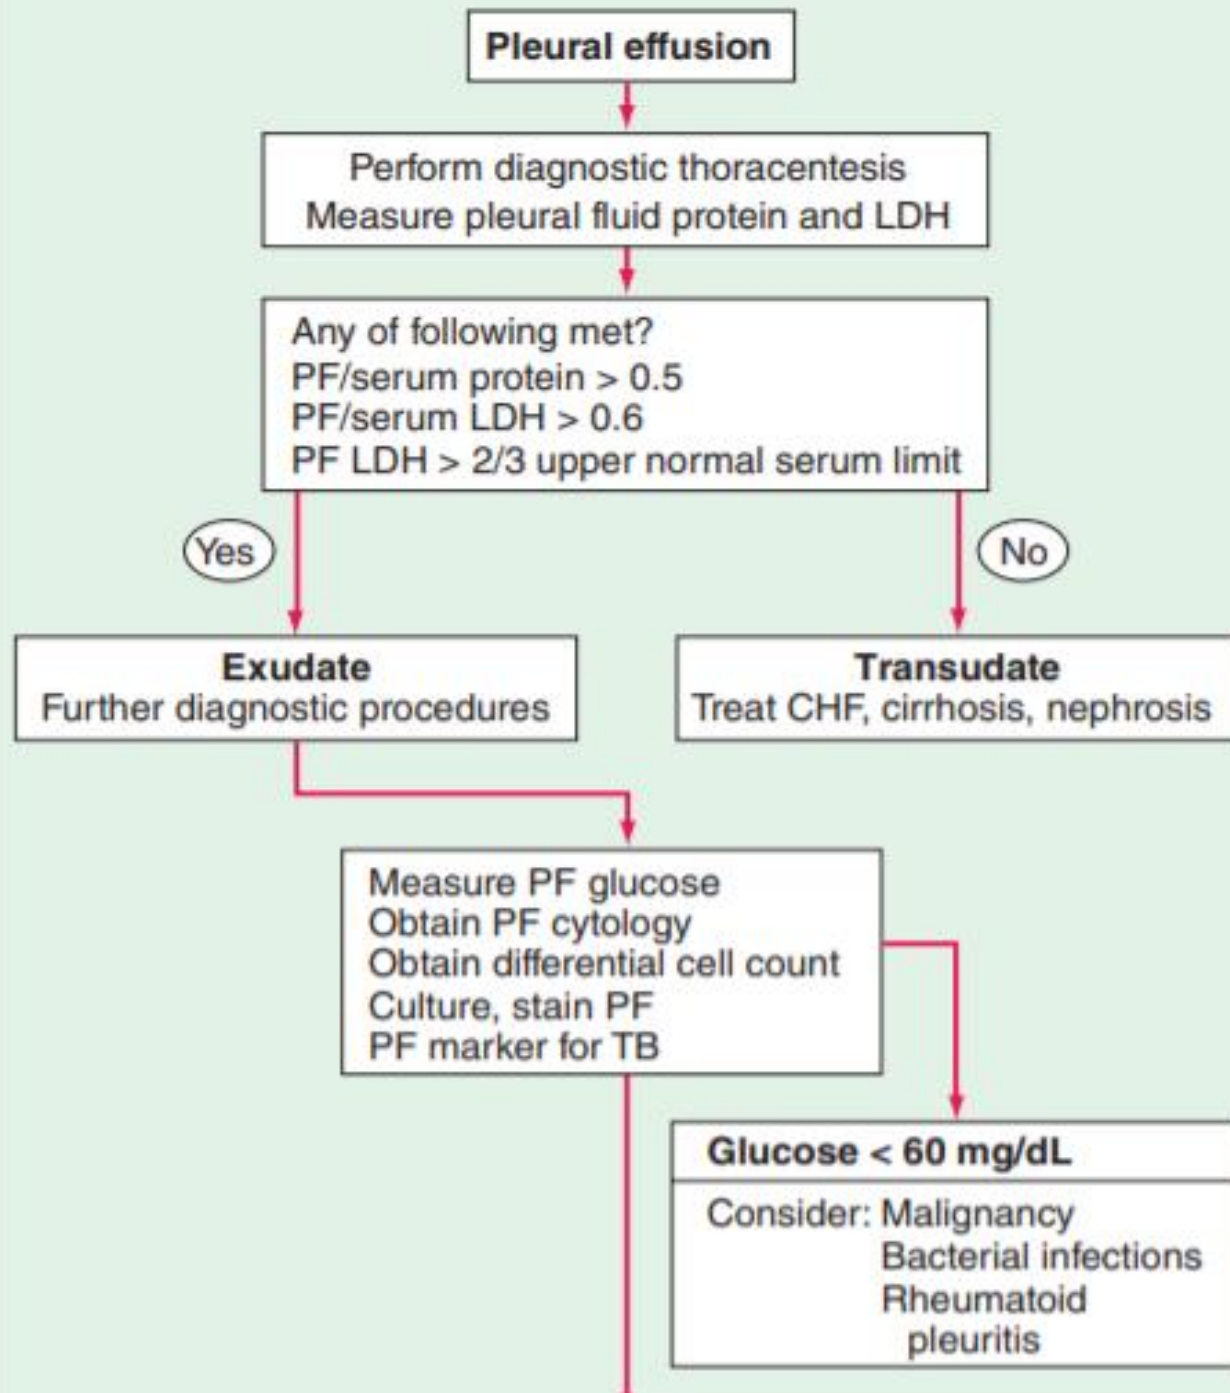 Pleural effusion
Perform diagnostic thoracentesis
Measure pleural fluid protein and LDH
Any of following met?
PF/serum protein > 0.5
PF/serum LDH > 0.6
PF LDH > 2/3 upper normal serum limit
Yes
No
Exudate
Further diagnostic procedures
Transudate
Treat CHF, cirrhosis, nephrosis
Measure PF glucose
Obtain PF cytology
Obtain differential cell count
Culture, stain PF
PF marker for TB
Glucose < 60 mg/dL
Consider: Malignancy
Bacterial infections
Rheumatoid
pleuritis